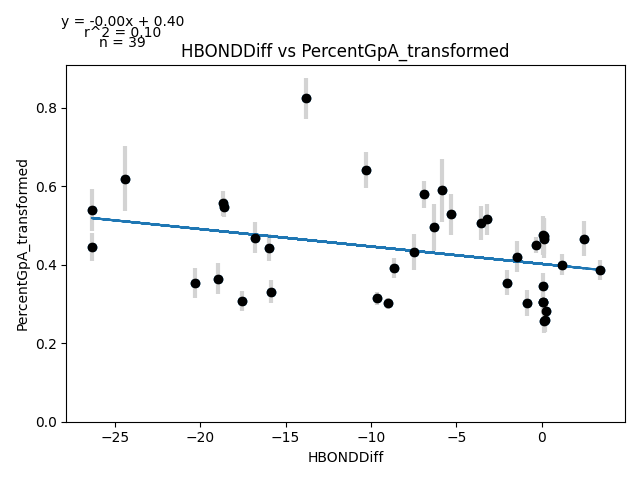 y = -0.00x + 0.40
r^2 = 0.10
n = 39
HBONDDiff vs PercentGpA_transformed
PercentGpA_transformed
0.8
0.6
0.4
0.2
0.0
−25
−20
−15
−10
−5
0
HBONDDiff